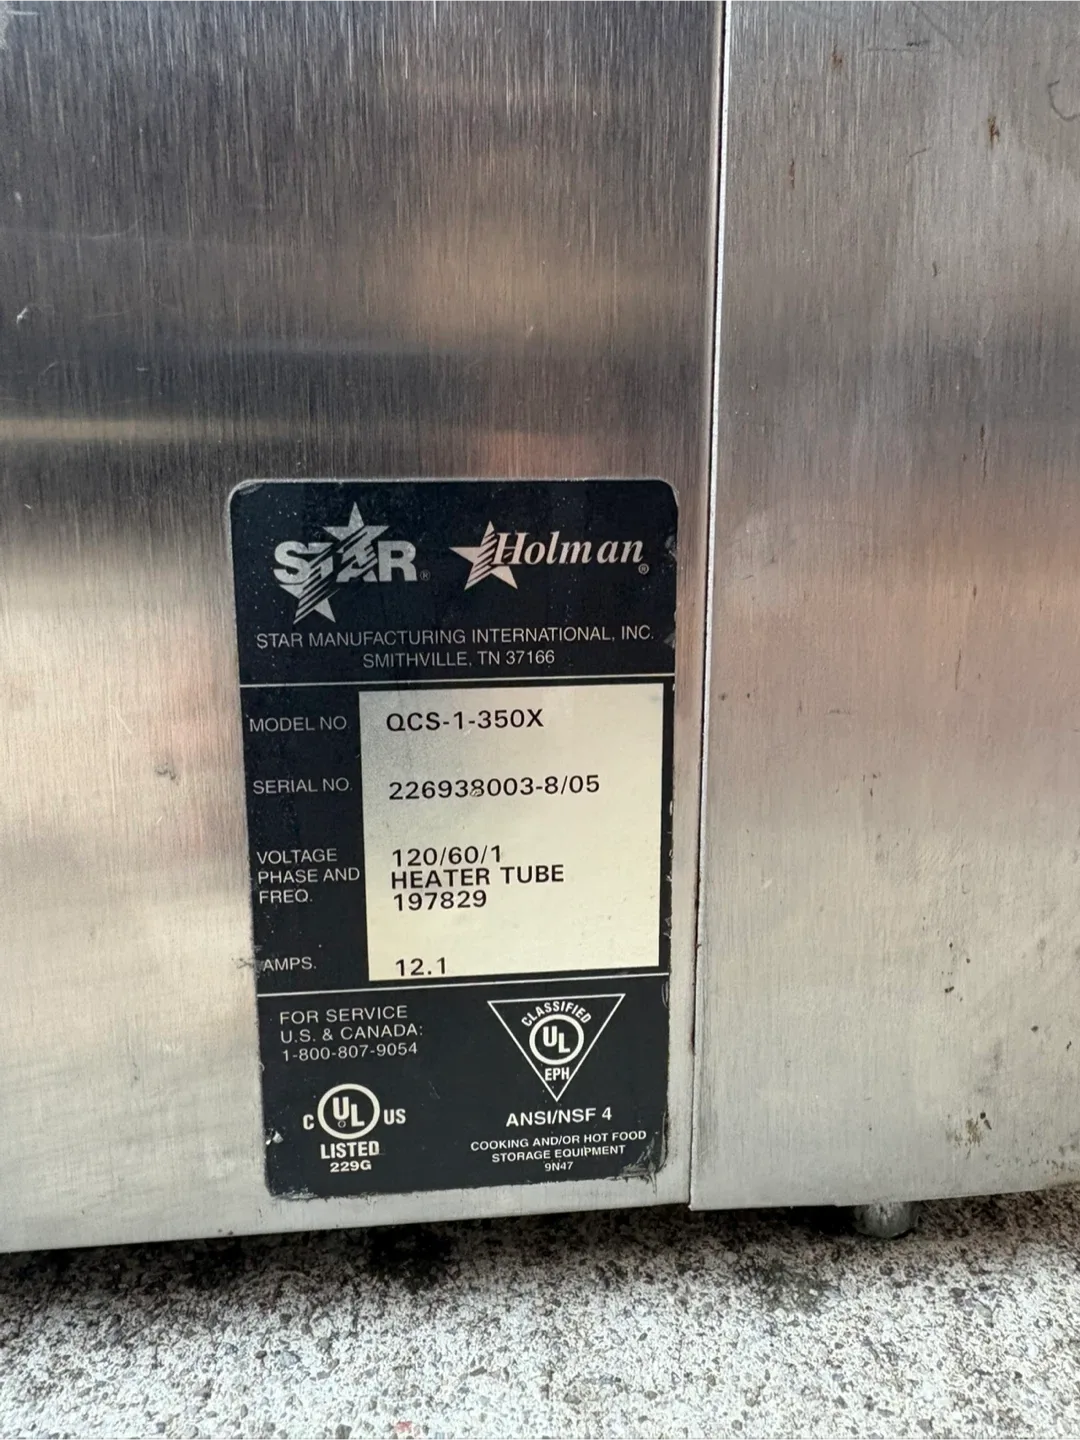 STAR® Holman®
STAR MANUFACTURING INTERNATIONAL, INC.
SMITHVILLE, TN 37166
MODEL NO QCS-1-350X
SERIAL NO. 226938003-8/05
VOLTAGE 120/60/1
PHASE AND HEATER TUBE
FREQ. 197829
AMPS. 12.1
FOR SERVICE
U.S. & CANADA:
1-800-807-9054
C UL US
LISTED
229G
CLASSIFIED
UL
EPH
ANSI/NSF 4
COOKING AND/OR HOT FOOD
STORAGE EQUIPMENT
9N47